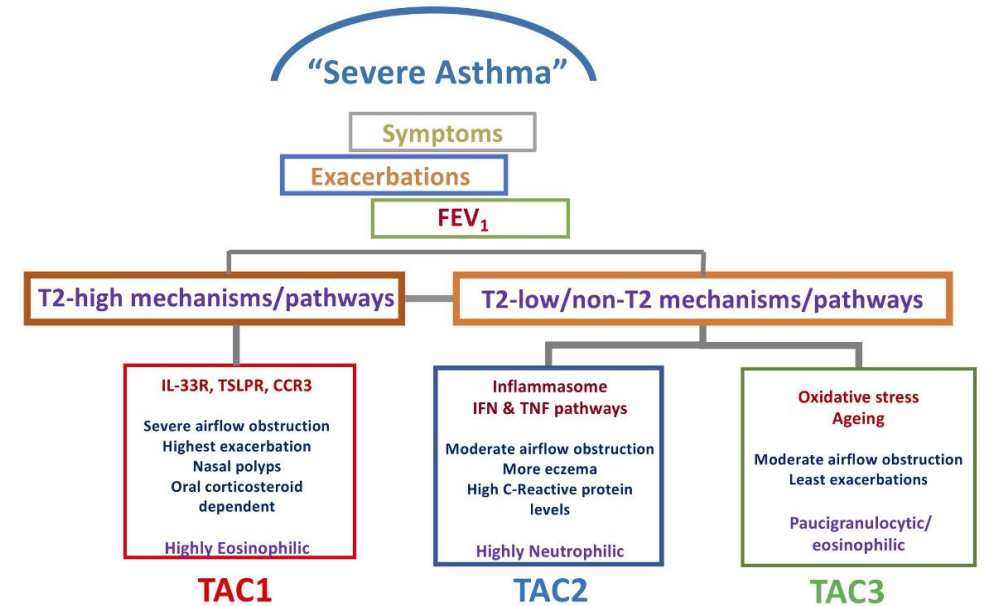 “Severe Asthma”
Symptoms
Exacerbations
FEV₁
T2-high mechanisms/pathways
T2-low/non-T2 mechanisms/pathways
IL-33R, TSLPR, CCR3
Severe airflow obstruction
Highest exacerbation
Nasal polyps
Oral corticosteroid
dependent
Highly Eosinophilic
TAC1
Inflammasome
IFN & TNF pathways
Moderate airflow obstruction
More eczema
High C-Reactive protein
levels
Highly Neutrophilic
TAC2
Oxidative stress
Ageing
Moderate airflow obstruction
Least exacerbations
Paucigranulocytic/
eosinophilic
TAC3